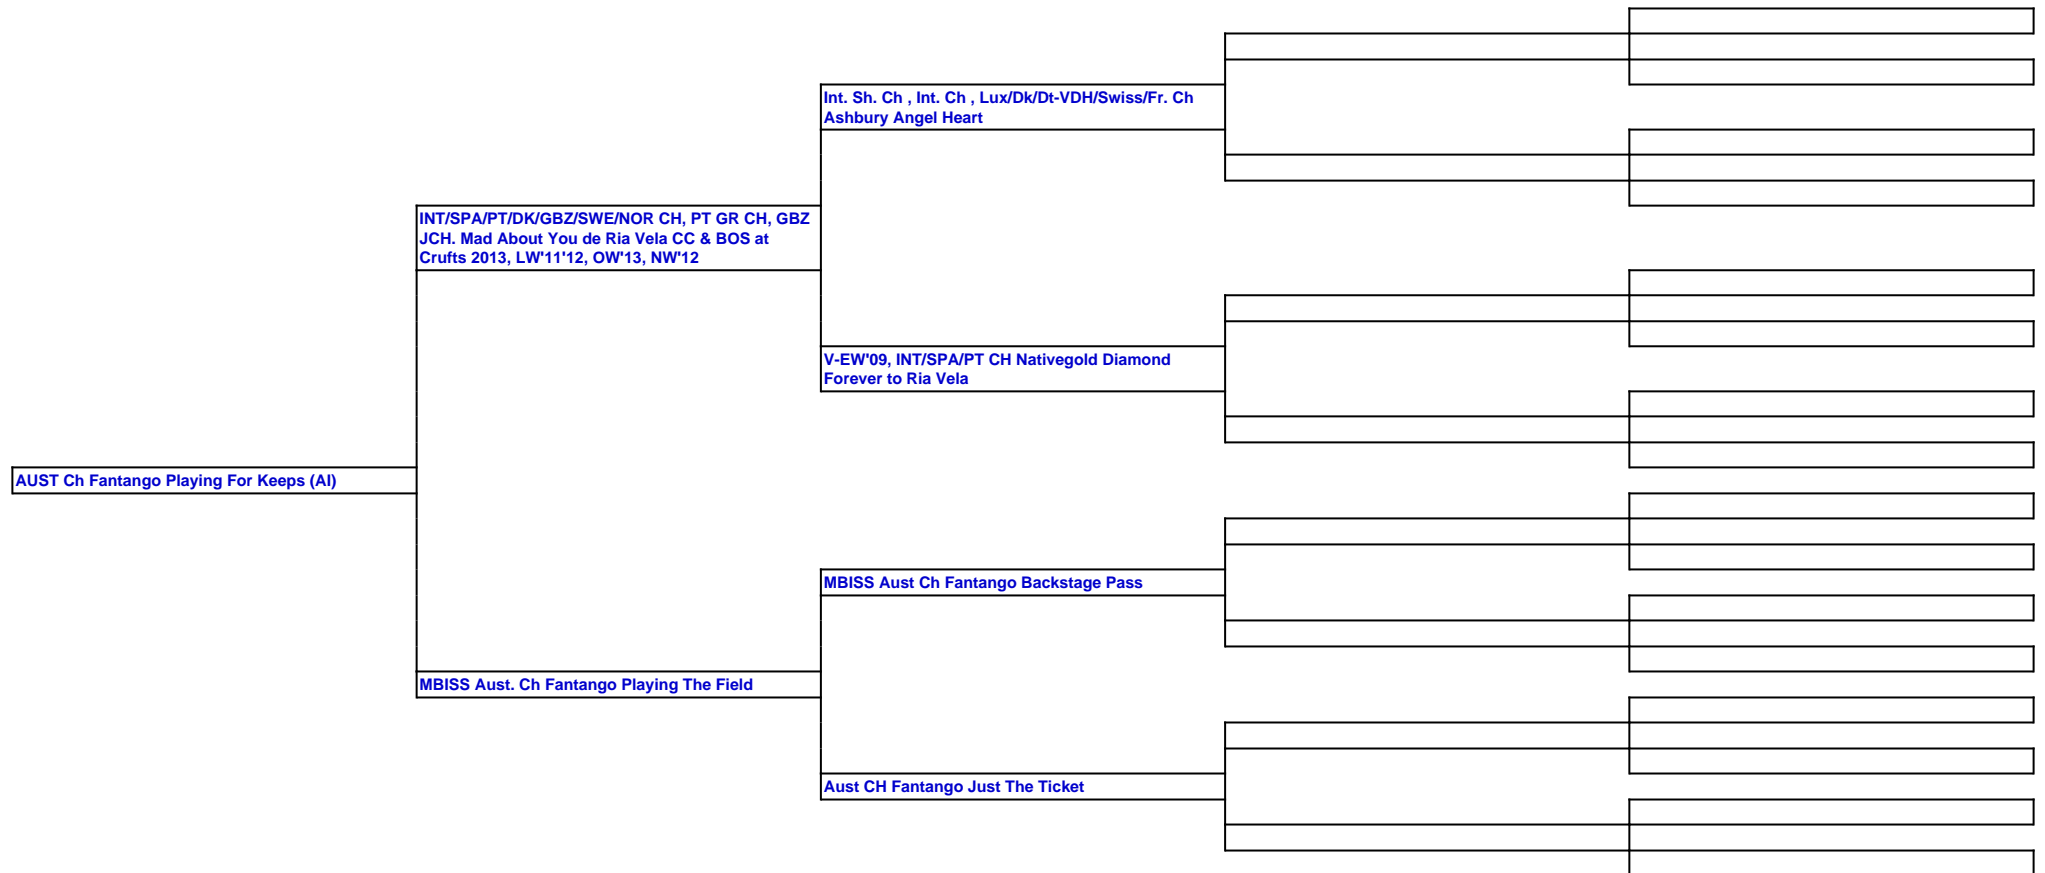 Int. Sh. Ch , Int. Ch , Lux/Dk/Dt-VDH/Swiss/Fr. Ch
Ashbury Angel Heart
INT/SPA/PT/DK/GBZ/SWE/NOR CH, PT GR CH, GBZ
JCH. Mad About You de Ria Vela CC & BOS at
Crufts 2013, LW'11'12, OW'13, NW'12
V-EW'09, INT/SPA/PT CH Nativegold Diamond
Forever to Ria Vela
AUST Ch Fantango Playing For Keeps (AI)
MBISS Aust Ch Fantango Backstage Pass
MBISS Aust. Ch Fantango Playing The Field
Aust CH Fantango Just The Ticket